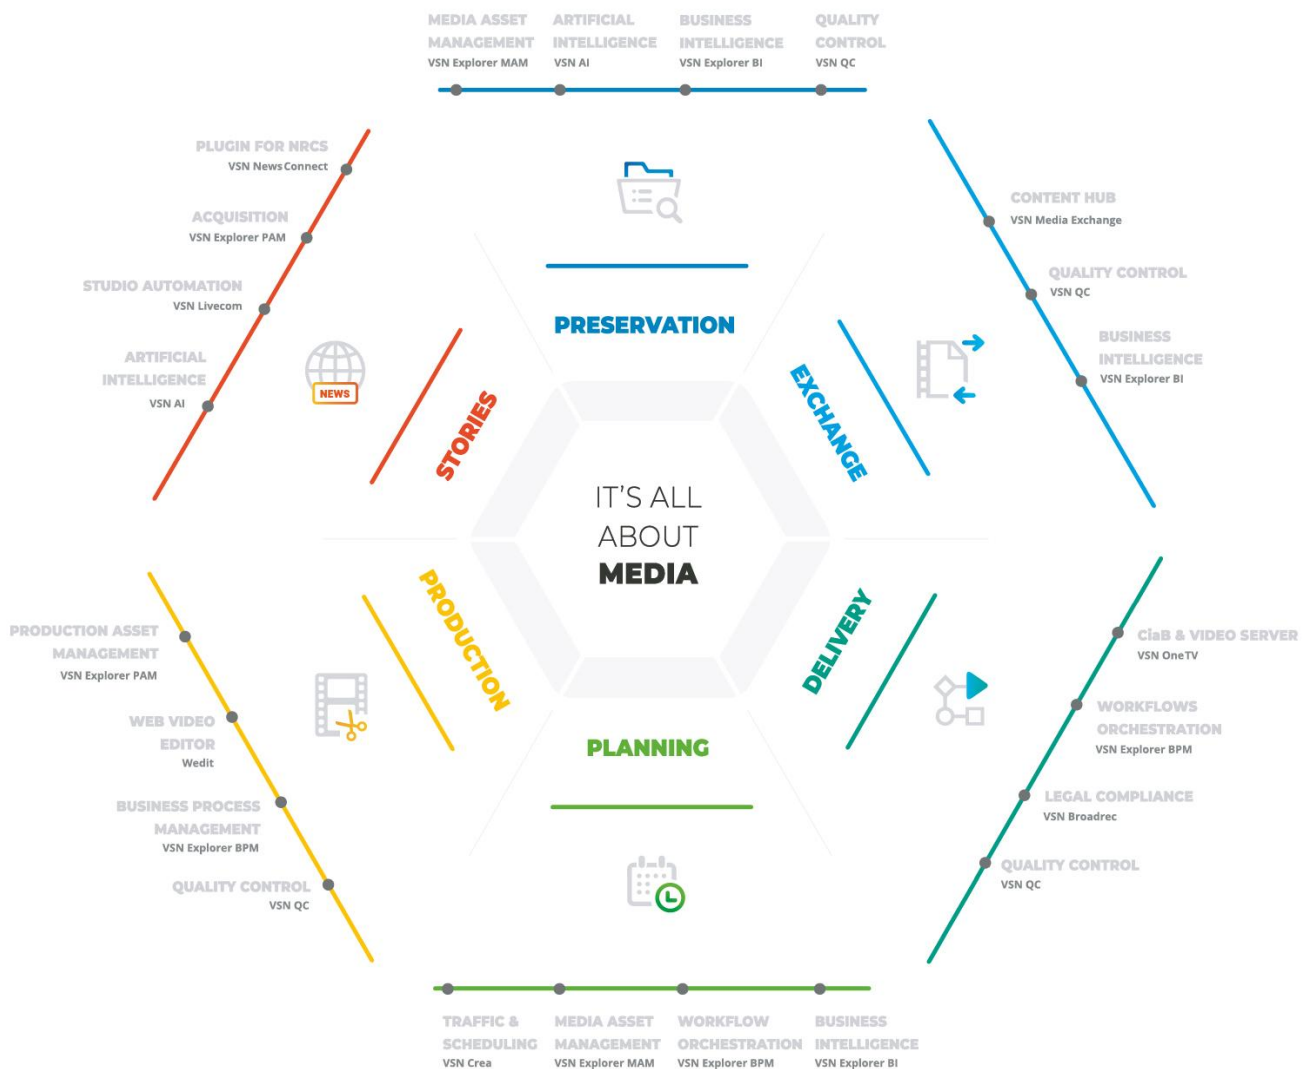 MEDIA ASSET
MANAGEMENT
VSN Explorer MAM
ARTIFICIAL
INTELLIGENCE
VSN AI
BUSINESS
INTELLIGENCE
VSN Explorer BI
QUALITY
CONTROL
VSN QC
PLUGIN FOR NRCS
VSN NewsConnect
ACQUISITION
VSN Explorer PAM
STUDIO AUTOMATION
VSN Livecom
ARTIFICIAL
INTELLIGENCE
VSN AI
NEWS
STORIES
PRESERVATION
EXCHANGE
CONTENT HUB
VSN Media Exchange
QUALITY CONTROL
VSN QC
BUSINESS
INTELLIGENCE
VSN Explorer BI
IT'S ALL
ABOUT
MEDIA
PRODUCTION
PRODUCTION ASSET
MANAGEMENT
VSN Explorer PAM
WEB VIDEO
EDITOR
Wedit
BUSINESS PROCESS
MANAGEMENT
VSN Explorer BPM
QUALITY CONTROL
VSN QC
PLANNING
DELIVERY
CiaB & VIDEO SERVER
VSN OneTV
WORKFLOWS
ORCHESTRATION
VSN Explorer BPM
LEGAL COMPLIANCE
VSN Broadrec
QUALITY CONTROL
VSN QC
TRAFFIC &
SCHEDULING
VSN Crea
MEDIA ASSET
MANAGEMENT
VSN Explorer MAM
WORKFLOW
ORCHESTRATION
VSN Explorer BPM
BUSINESS
INTELLIGENCE
VSN Explorer BI